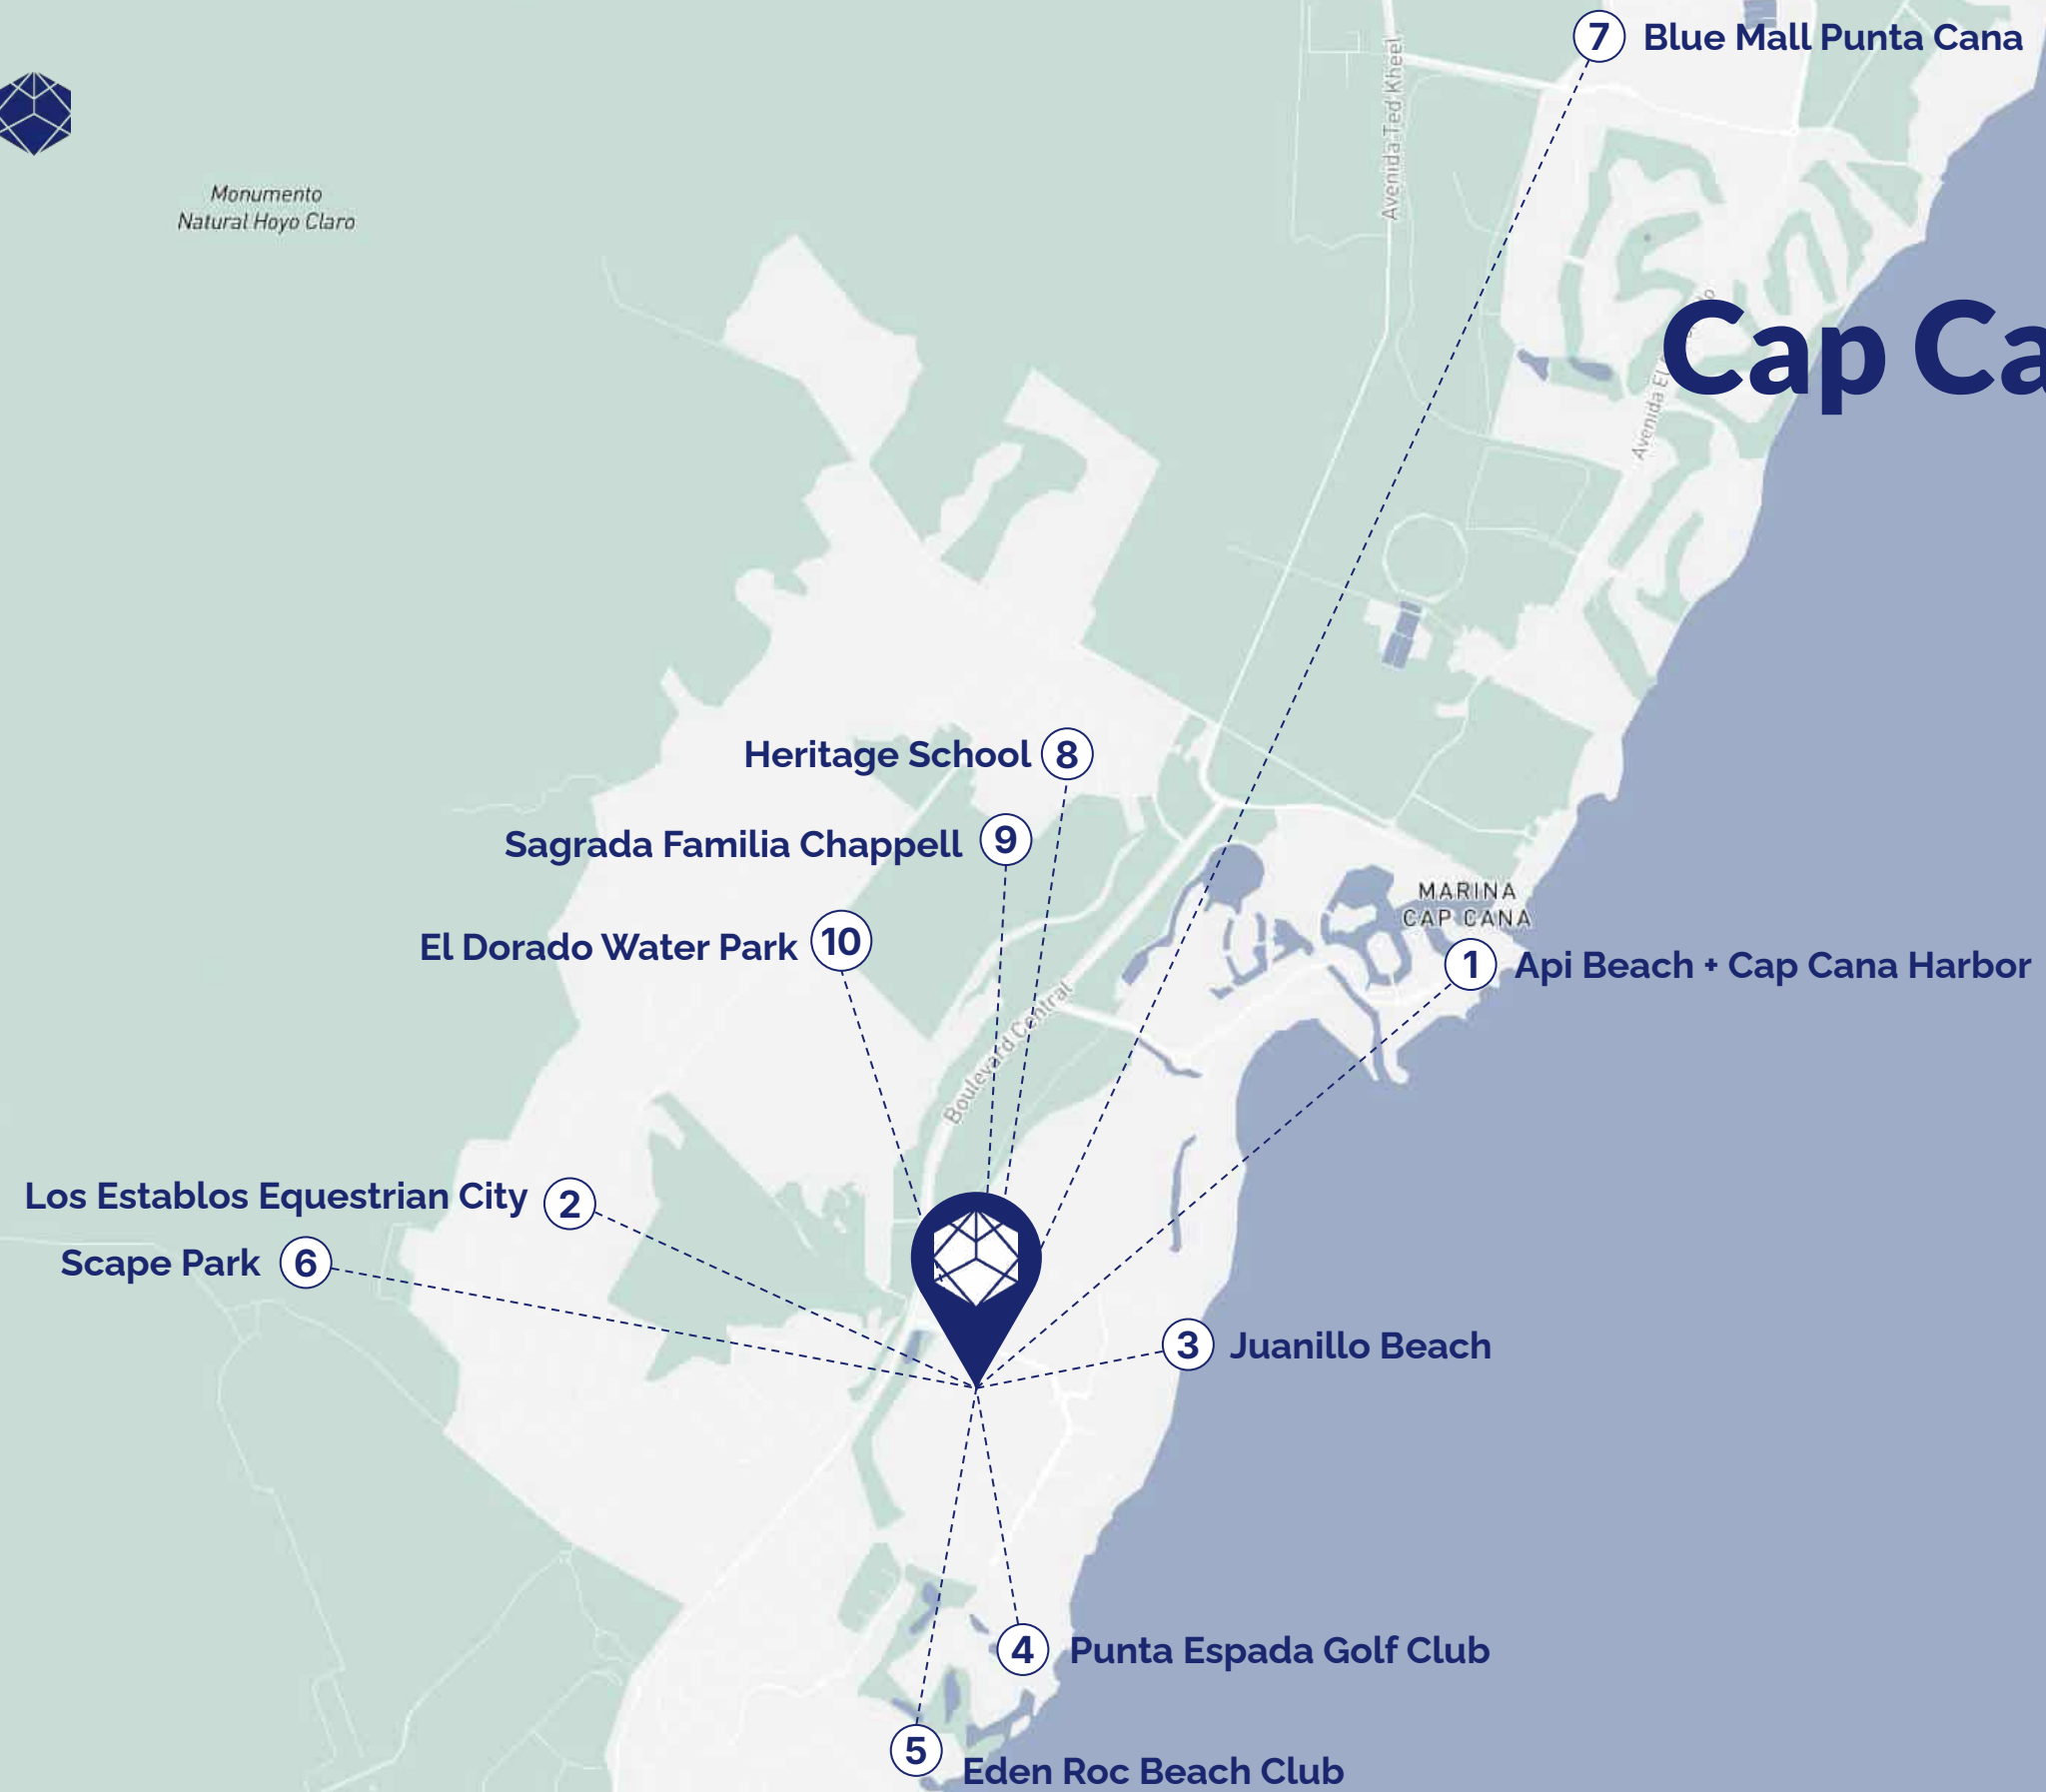 7 Blue Mall Punta Cana
Avenida Ted Kheel
Monumento
Natural Hoyo Claro
Cap Ca
Avenida El
Heritage School 8
Sagrada Familia Chappell 9
MARINA
CAP CANA
El Dorado Water Park 10
1 Api Beach + Cap Cana Harbor
Boulevard Central
Los Establos Equestrian City 2
Scape Park 6
3 Juanillo Beach
4 Punta Espada Golf Club
5 Eden Roc Beach Club